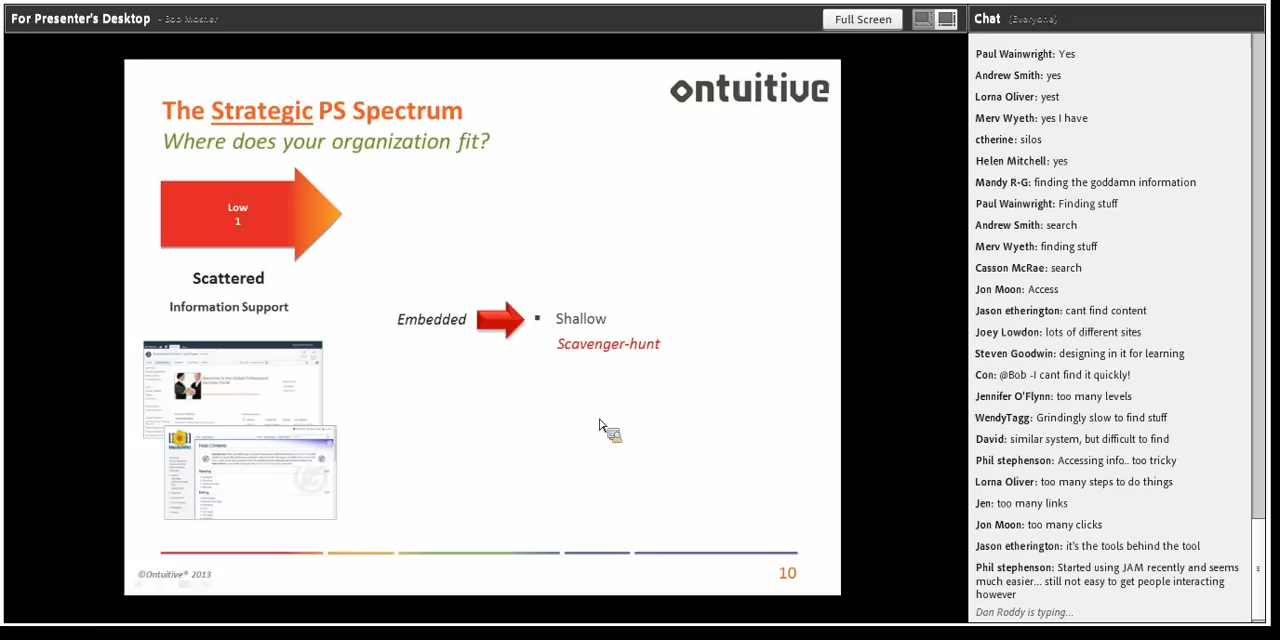 For Presenter's Desktop - Bob Mosher
Full Screen
ontuitive
The Strategic PS Spectrum
Where does your organization fit?
Low
1
Scattered
Information Support
Embedded
▪ Shallow
Scavenger-hunt
Help Contents
©Ontuitive® 2013
10
Chat (Everyone)
Paul Wainwright: Yes
Andrew Smith: yes
Lorna Oliver: yest
Merv Wyeth: yes I have
ctherine: silos
Helen Mitchell: yes
Mandy R-G: finding the goddamn information
Paul Wainwright: Finding stuff
Andrew Smith: search
Merv Wyeth: finding stuff
Casson McRae: search
Jon Moon: Access
Jason etherington: cant find content
Joey Lowdon: lots of different sites
Steven Goodwin: designing in it for learning
Con: @Bob -I cant find it quickly!
Jennifer O'Flynn: too many levels
WendyTagg: Grindingly slow to find stuff
David: similar system, but difficult to find
Phil stephenson: Accessing info.. too tricky
Lorna Oliver: too many steps to do things
Jen: too many links
Jon Moon: too many clicks
Jason etherington: it's the tools behind the tool
Phil stephenson: Started using JAM recently and seems
much easier... still not easy to get people interacting
however
Dan Roddy is typing...